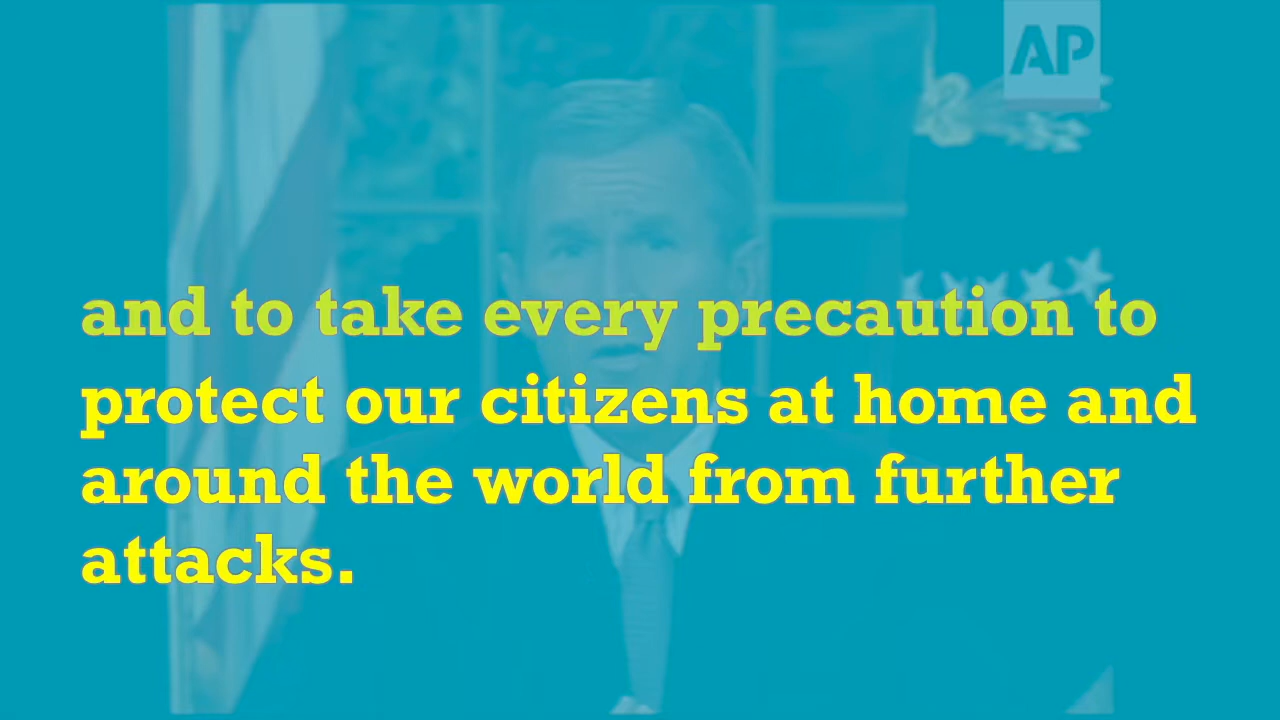 AP
and to take every precaution to
protect our citizens at home and
around the world from further
attacks.